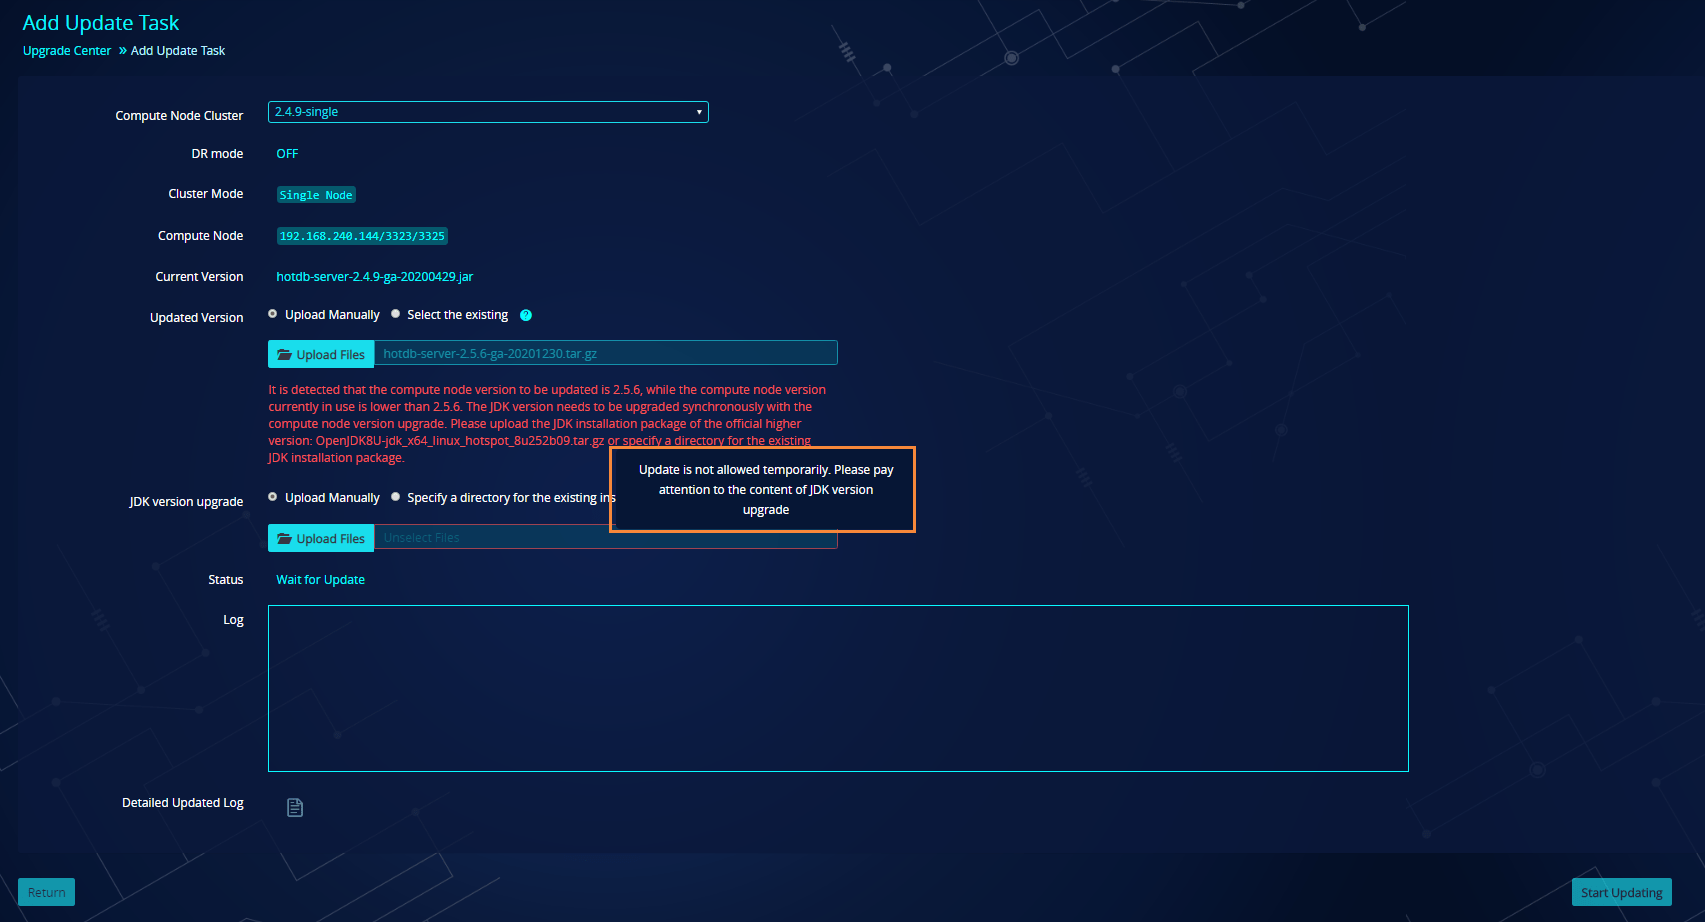 Add Update Task
Upgrade Center » Add Update Task
Compute Node Cluster 2.4.9-single
DR mode OFF
Cluster Mode Single Node
Compute Node 192.168.240.144/3323/3325
Current Version hotdb-server-2.4.9-ga-20200429.jar
Updated Version Upload Manually Select the existing ?
Upload Files hotdb-server-2.5.6-ga-20201230.tar.gz
It is detected that the compute node version to be updated is 2.5.6, while the compute node version
currently in use is lower than 2.5.6. The JDK version needs to be upgraded synchronously with the
compute node version upgrade. Please upload the JDK installation package of the official higher
version: OpenJDK8U-jdk_x64_linux_hotspot_8u252b09.tar.gz or specify a directory for the existing
JDK installation package.
Update is not allowed temporarily. Please pay
attention to the content of JDK version
upgrade
JDK version upgrade Upload Manually Specify a directory for the existing ins
Upload Files Unselect Files
Status Wait for Update
Log
Detailed Updated Log
Return Start Updating